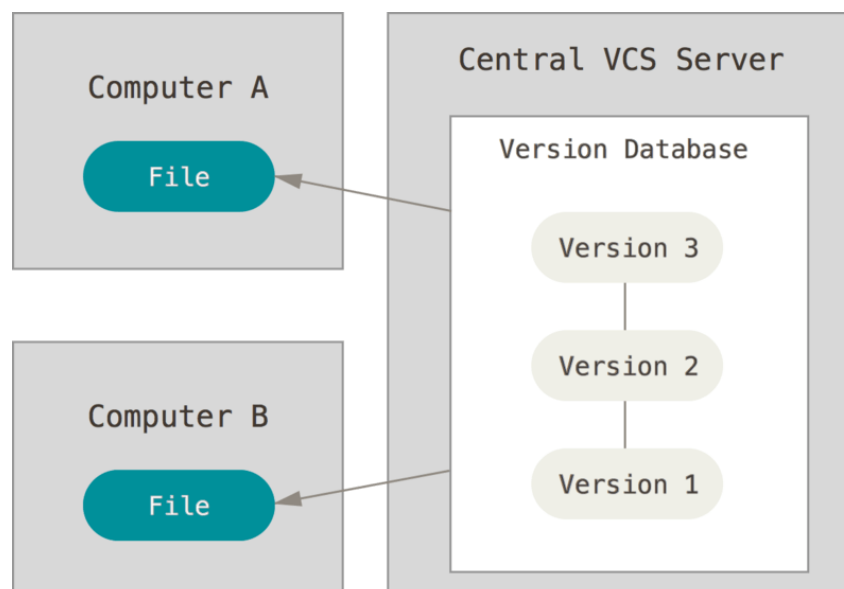 Computer A
File
Computer B
File
Central VCS Server
Version Database
Version 3
Version 2
Version 1